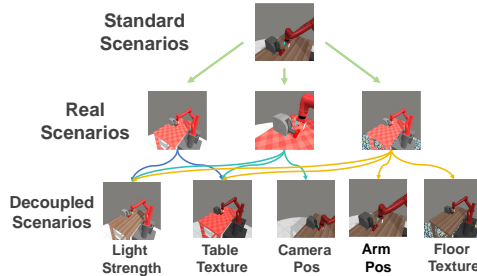 Standard
Scenarios
Real
Scenarios
Decoupled
Scenarios
Light
Strength
Table
Texture
Camera
Pos
Arm
Pos
Floor
Texture